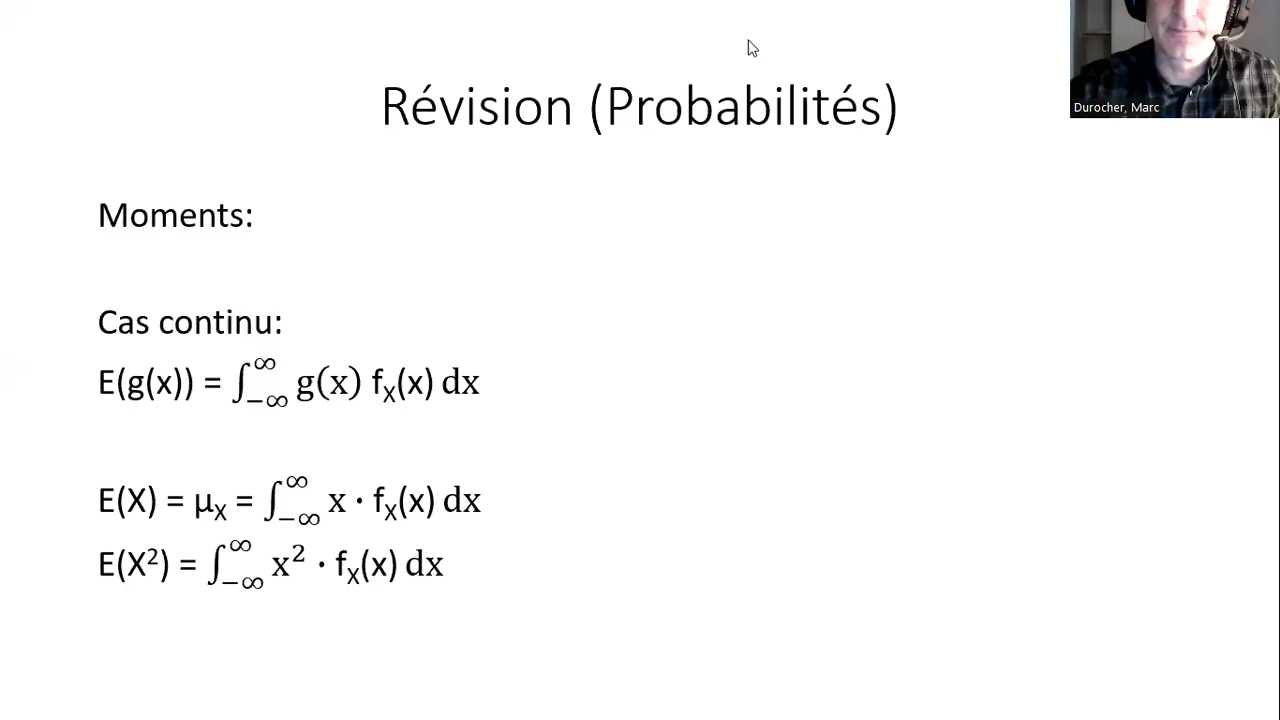 Révision (Probabilités)
Durocher, Marc
Moments:
Cas continu:
E(g(x)) = ∫_{−∞}^{∞} g(x) f_X(x) dx
E(X) = µ_X = ∫_{−∞}^{∞} x · f_X(x) dx
E(X²) = ∫_{−∞}^{∞} x² · f_X(x) dx